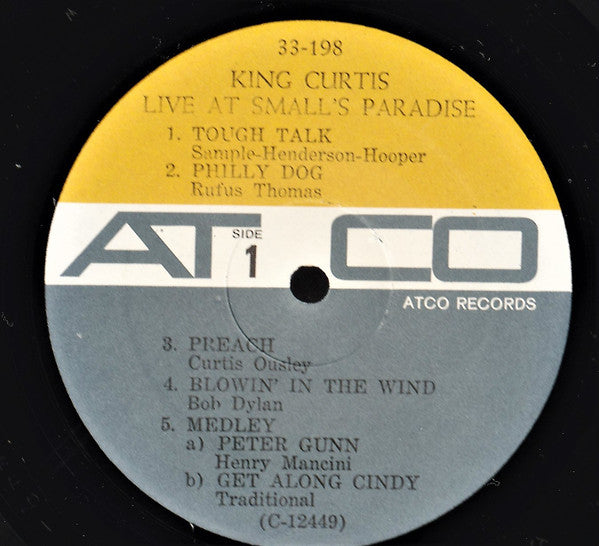 33-198
KING CURTIS
LIVE AT SMALL'S PARADISE
1. TOUGH TALK
Sample-Henderson-Hooper
2. PHILLY DOG
Rufus Thomas
ATCO
SIDE
1
ATCO RECORDS
3. PREACH
Curtis Ousley
4. BLOWIN' IN THE WIND
Bob Dylan
5. MEDLEY
a) PETER GUNN
Henry Mancini
b) GET ALONG CINDY
Traditional
(C-12449)